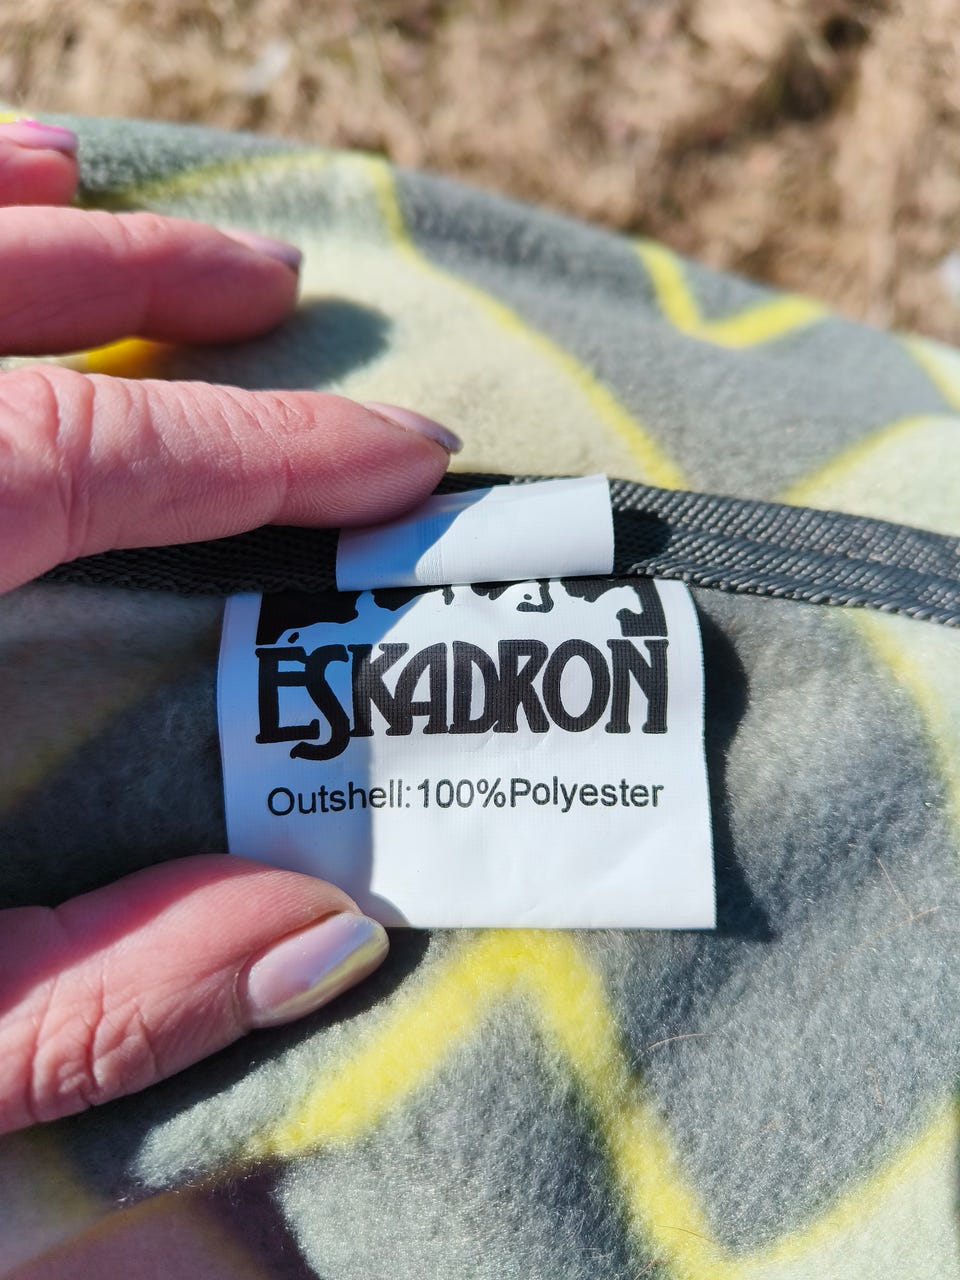 ESKADRON
Outshell: 100% Polyester